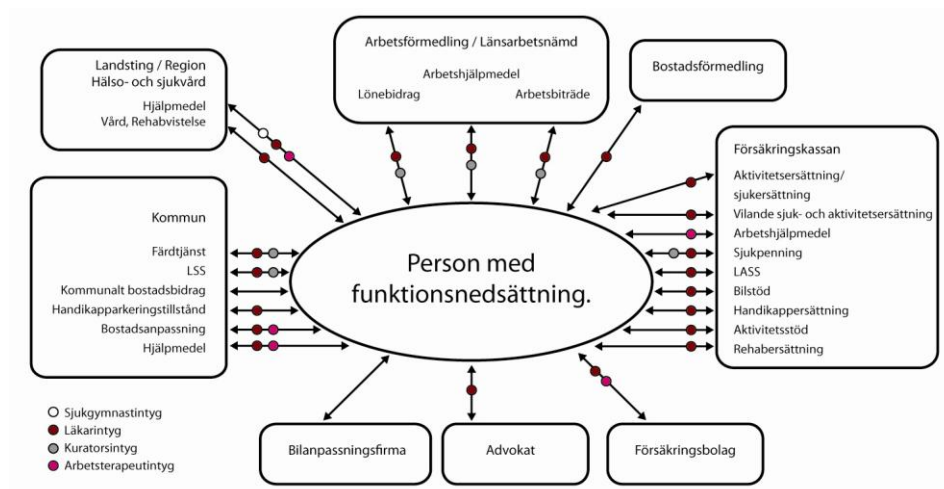 Landsting / Region
Hälso- och sjukvård
Hjälpmedel
Vård, Rehabvistelse
Arbetsförmedling / Länsarbetsnämd
Arbetshjälpmedel
Lönebidrag
Arbetsbiträde
Bostadsförmedling
Försäkringskassan
Aktivitetsersättning/
sjukersättning
Vilande sjuk- och aktivitetsersättning
Arbetshjälpmedel
Sjukpenning
LASS
Bilstöd
Handikappersättning
Aktivitetsstöd
Rehabersättning
Kommun
Färdtjänst
LSS
Kommunalt bostadsbidrag
Handikapparkeringtillstånd
Bostadsanpassning
Hjälpmedel
Person med
funktionsnedsättning.
Sjukgymnastintyg
Läkarintyg
Kuratorsintyg
Arbetsterapeutintyg
Bilanpassningsfirma
Advokat
Försäkringsbolag